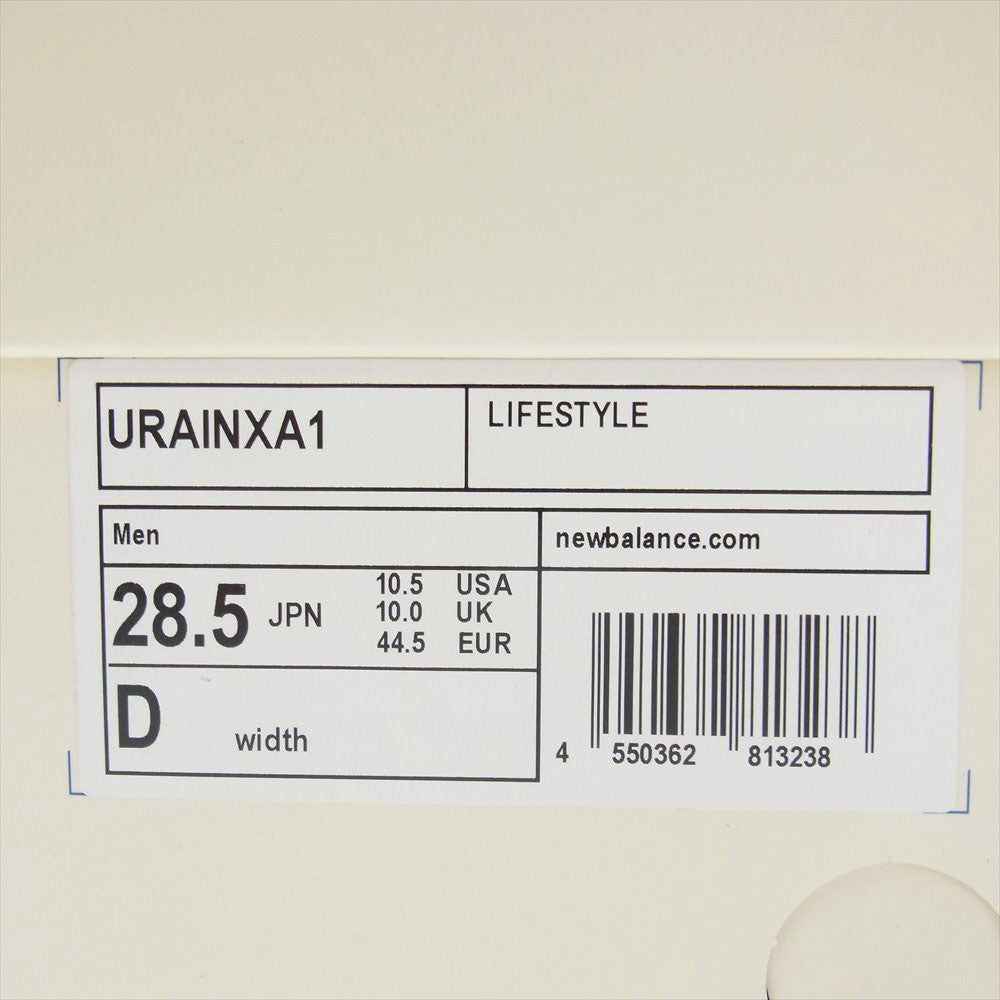 URAINXA1
LIFESTYLE
Men
newbalance.com
28.5 JPN
10.5 USA
10.0 UK
44.5 EUR
D width
4 550362 813238